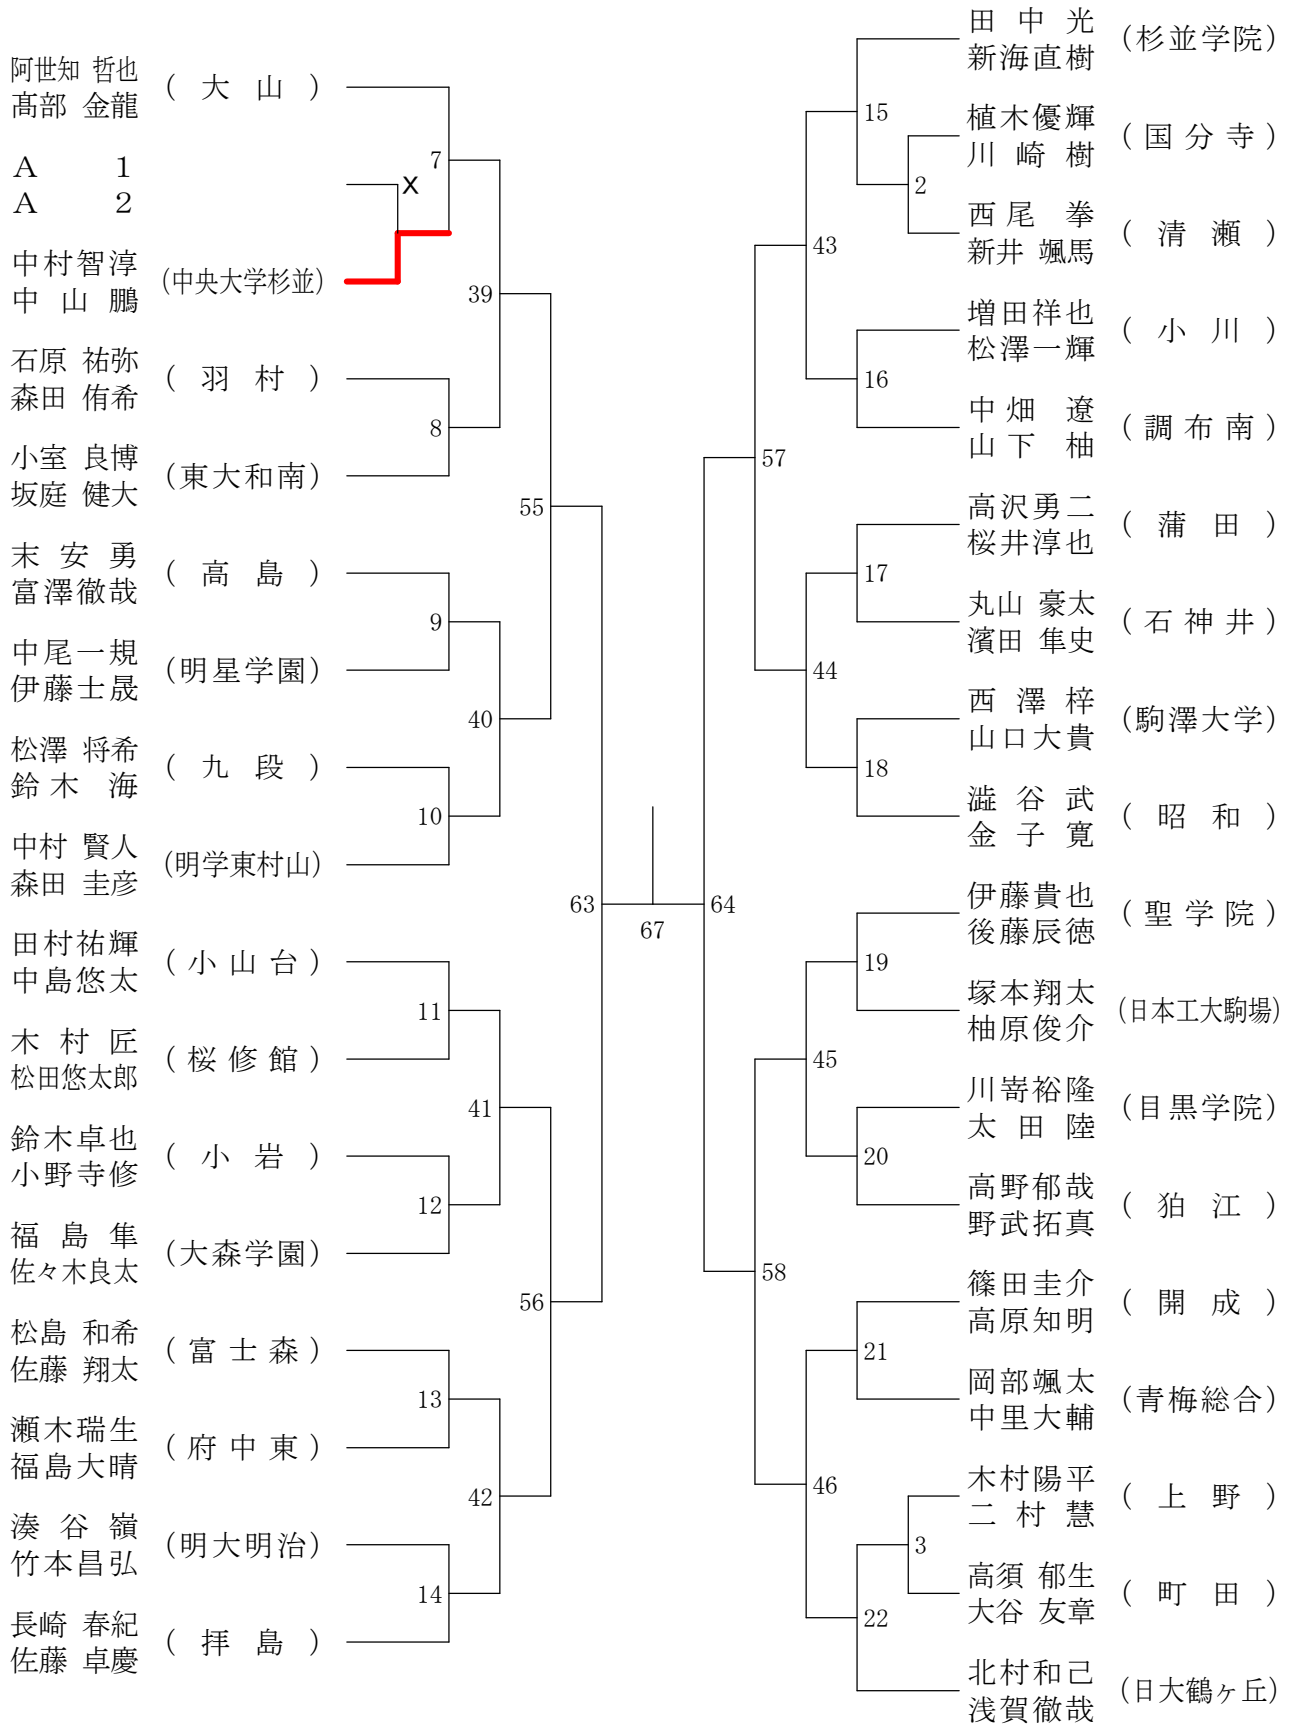 阿世知 哲也
髙部 金龍
( 大 山 )
A 1
A 2
X
中村智淳
中 山 鵬
(中央大学杉並)
7
石原 祐弥
森田 侑希
( 羽 村 )
小室 良博
坂庭 健大
(東大和南)
8
39
末 安 勇
富澤徹哉
( 高 島 )
中尾一規
伊藤士晟
(明星学園)
9
松澤 将希
鈴木 海
( 九 段 )
中村 賢人
森田 圭彦
(明学東村山)
10
40
55
田村祐輝
中島悠太
( 小 山 台 )
木 村 匠
松田悠太郎
( 桜 修 館 )
11
鈴木卓也
小野寺修
( 小 岩 )
福 島 隼
佐々木良太
(大森学園)
12
41
松島 和希
佐藤 翔太
( 富 士 森 )
瀬木瑞生
福島大晴
( 府 中 東 )
13
湊 谷 嶺
竹本昌弘
(明大明治)
長崎 春紀
佐藤 卓慶
( 拝 島 )
14
42
56
63
67
64
田 中 光
新海直樹
(杉並学院)
植木優輝
川 崎 樹
( 国 分 寺 )
西尾 拳
新井 颯馬
( 清 瀬 )
2
15
増田祥也
松澤一輝
( 小 川 )
中畑 遼
山下 柚
( 調 布 南 )
16
43
高沢勇二
桜井淳也
( 蒲 田 )
丸山 豪太
濱田 隼史
( 石 神 井 )
17
西 澤 梓
山口大貴
(駒澤大学)
澁 谷 武
金 子 寛
( 昭 和 )
18
44
57
伊藤貴也
後藤辰徳
( 聖 学 院 )
塚本翔太
柚原俊介
(日本工大駒場)
19
川嵜裕隆
太 田 陸
(目黒学院)
高野郁哉
野武拓真
( 狛 江 )
20
45
篠田圭介
高原知明
( 開 成 )
岡部颯太
中里大輔
(青梅総合)
21
木村陽平
二 村 慧
( 上 野 )
高須 郁生
大谷 友章
( 町 田 )
3
北村和己
浅賀徹哉
(日大鶴ヶ丘)
22
46
58